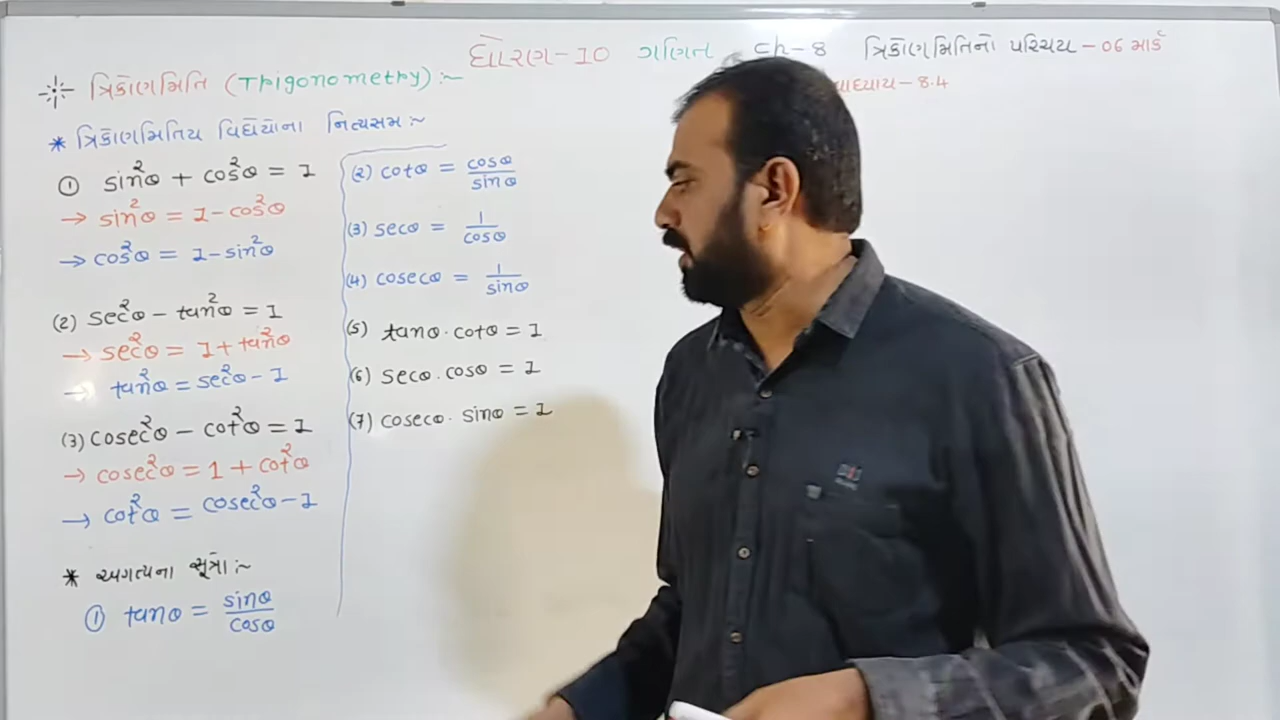 ધોરણ-10 ગણિત Ch-8 ત્રિકોણમિતિનો પરિચય - 06 માર્ક
ત્રિકોણમિતિ (Trigonometry) :~
ાધ્યાય - 8.4
* ત્રિકોણમિતિય વિધેયોના નિત્યસમ :~
① sin²θ + cos²θ = 1
→ sin²θ = 1 - cos²θ
→ cos²θ = 1 - sin²θ
(2) sec²θ - tan²θ = 1
→ sec²θ = 1 + tan²θ
→ tan²θ = sec²θ - 1
(3) cosec²θ - cot²θ = 1
→ cosec²θ = 1 + cot²θ
→ cot²θ = cosec²θ - 1
* અગત્યના સૂત્રો :~
① tanθ = sinθ/cosθ
(2) cotθ = cosθ/sinθ
(3) secθ = 1/cosθ
(4) cosecθ = 1/sinθ
(5) tanθ · cotθ = 1
(6) secθ · cosθ = 1
(7) cosecθ · sinθ = 1